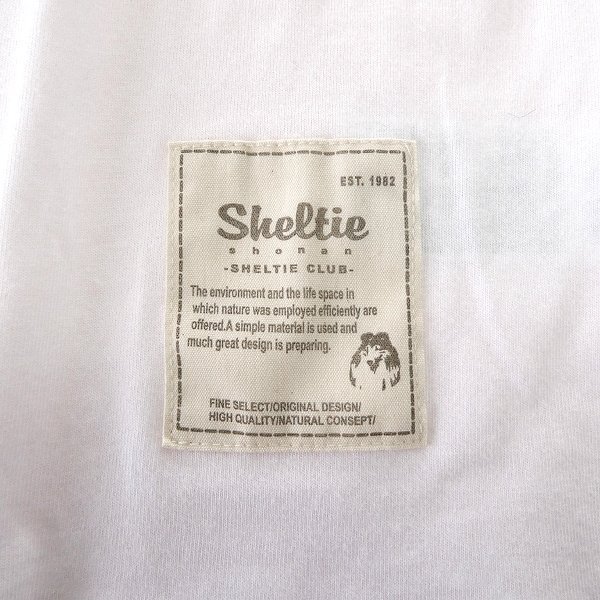 EST. 1982
Sheltie
shonan
-SHELTIE CLUB-
The environment and the life space in
which nature was employed efficiently are
offered.A simple material is used and
much great design is preparing.
FINE SELECT/ORIGINAL DESIGN/
HIGH QUALITY/NATURAL CONSEPT/